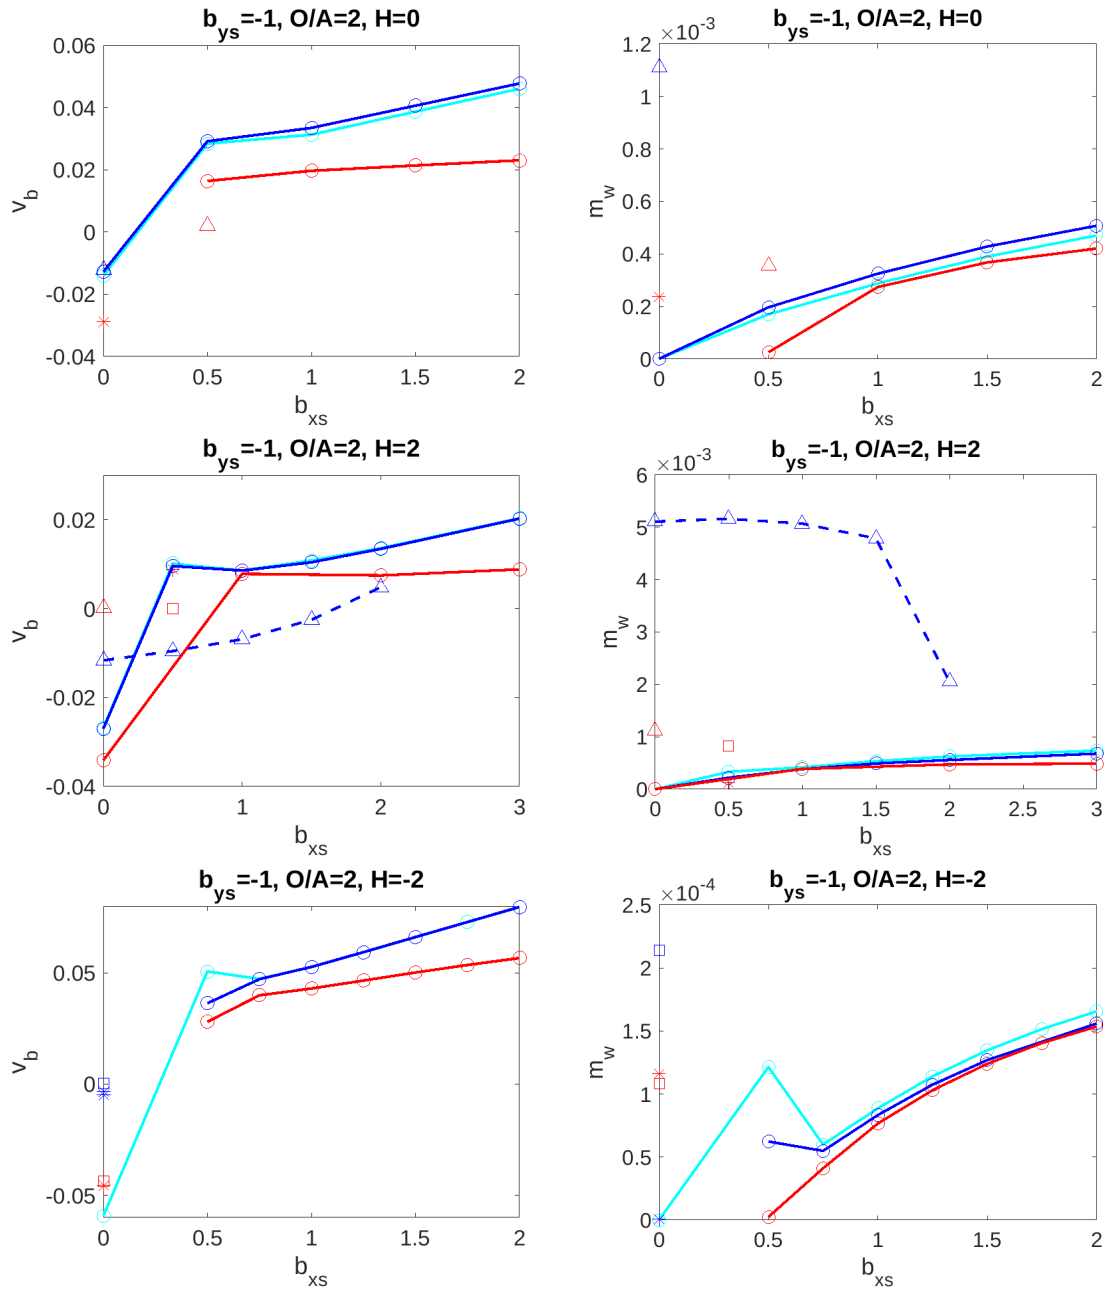 b_ys=-1, O/A=2, H=0
0.06
0.04
0.02
0
-0.02
-0.04
v_b
0 0.5 1 1.5 2
b_xs
b_ys=-1, O/A=2, H=0
×10^-3
1.2
1
0.8
0.6
0.4
0.2
0
m_w
0 0.5 1 1.5 2
b_xs
b_ys=-1, O/A=2, H=2
0.02
0
-0.02
-0.04
v_b
0 1 2 3
b_xs
b_ys=-1, O/A=2, H=2
×10^-3
6
5
4
3
2
1
0
m_w
0 0.5 1 1.5 2 2.5 3
b_xs
b_ys=-1, O/A=2, H=-2
0.05
0
-0.05
v_b
0 0.5 1 1.5 2
b_xs
b_ys=-1, O/A=2, H=-2
×10^-4
2.5
2
1.5
1
0.5
0
m_w
0 0.5 1 1.5 2
b_xs